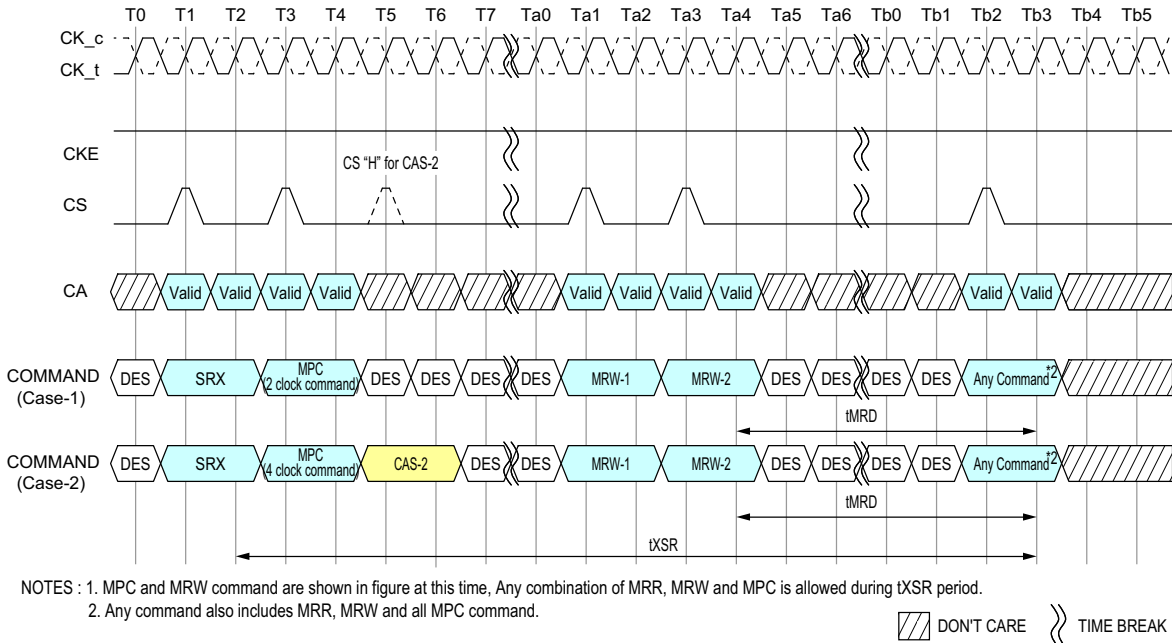 T0 T1 T2 T3 T4 T5 T6 T7 Ta0 Ta1 Ta2 Ta3 Ta4 Ta5 Ta6 Tb0 Tb1 Tb2 Tb3 Tb4 Tb5
CK_c
CK_t
CKE
CS "H" for CAS-2
CS
CA Valid Valid Valid Valid Valid Valid Valid Valid Valid Valid
COMMAND (Case-1) DES SRX MPC (2 clock command) DES DES DES DES MRW-1 MRW-2 DES DES DES DES Any Command*2
tMRD
COMMAND (Case-2) DES SRX MPC (4 clock command) CAS-2 DES DES MRW-1 MRW-2 DES DES DES DES Any Command*2
tMRD
tXSR
NOTES : 1. MPC and MRW command are shown in figure at this time, Any combination of MRR, MRW and MPC is allowed during tXSR period.
2. Any command also includes MRR, MRW and all MPC command.
DON'T CARE TIME BREAK